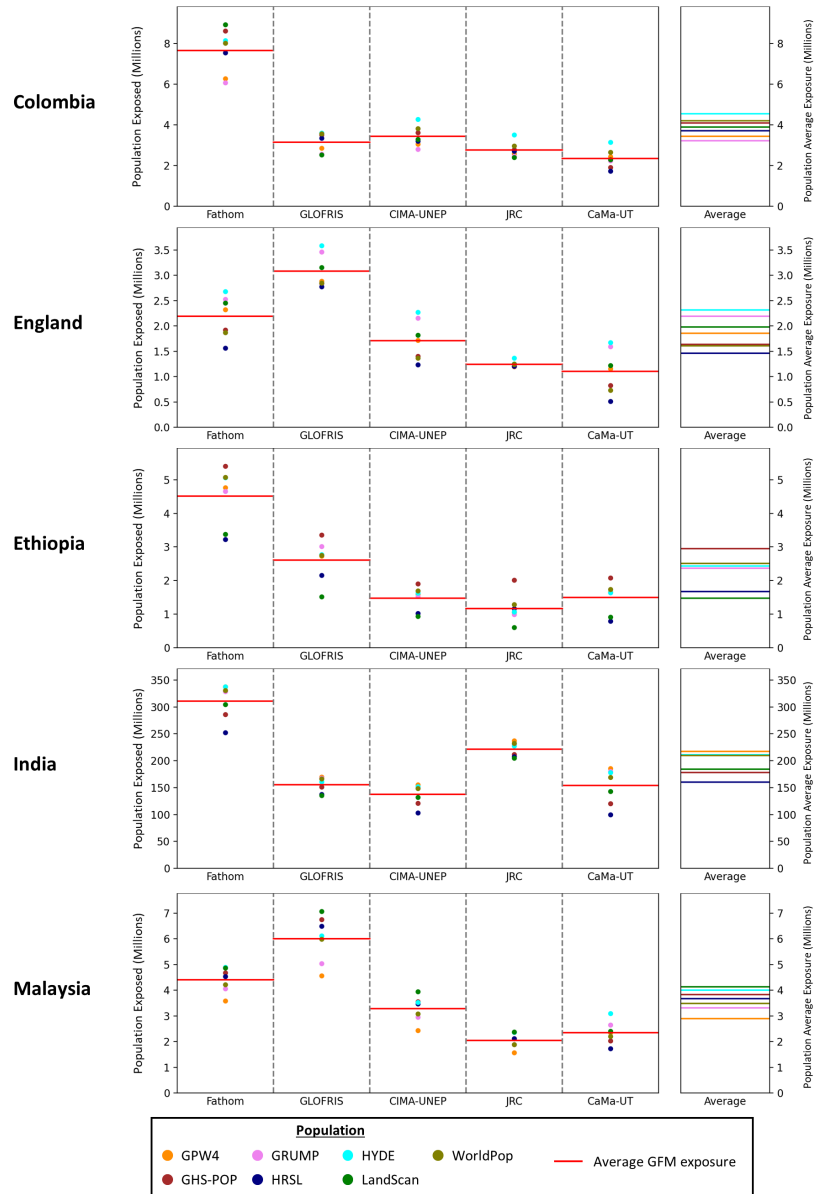 Colombia
Population Exposed (Millions)
8
6
4
2
0
Fathom GLOFRIS CIMA-UNEP JRC CaMa-UT
Average
8
6
4
2
0
Population Average Exposure (Millions)
England
Population Exposed (Millions)
3.5
3.0
2.5
2.0
1.5
1.0
0.5
0.0
Fathom GLOFRIS CIMA-UNEP JRC CaMa-UT
Average
3.5
3.0
2.5
2.0
1.5
1.0
0.5
0.0
Population Average Exposure (Millions)
Ethiopia
Population Exposed (Millions)
5
4
3
2
1
0
Fathom GLOFRIS CIMA-UNEP JRC CaMa-UT
Average
5
4
3
2
1
0
Population Average Exposure (Millions)
India
Population Exposed (Millions)
350
300
250
200
150
100
50
0
Fathom GLOFRIS CIMA-UNEP JRC CaMa-UT
Average
350
300
250
200
150
100
50
0
Population Average Exposure (Millions)
Malaysia
Population Exposed (Millions)
7
6
5
4
3
2
1
0
Fathom GLOFRIS CIMA-UNEP JRC CaMa-UT
Average
7
6
5
4
3
2
1
0
Population Average Exposure (Millions)
Population
GPW4 GRUMP HYDE WorldPop Average GFM exposure
GHS-POP HRSL LandScan